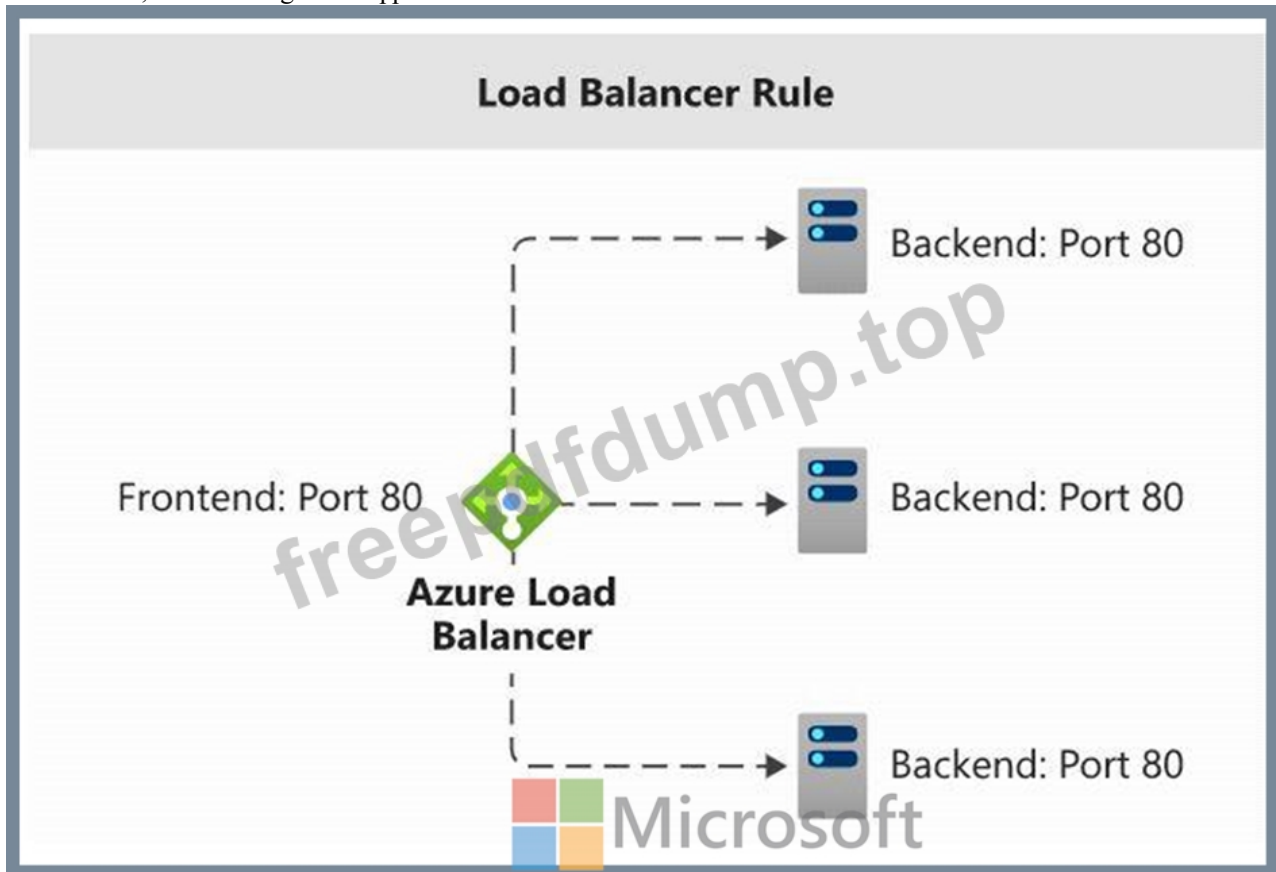 Load Balancer Rule
Backend: Port 80
Frontend: Port 80
Backend: Port 80
Azure Load
Balancer
Backend: Port 80
freepdfdump.top
Microsoft